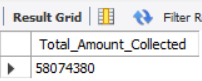 Result Grid Filter R
Total_Amount_Collected
58074380